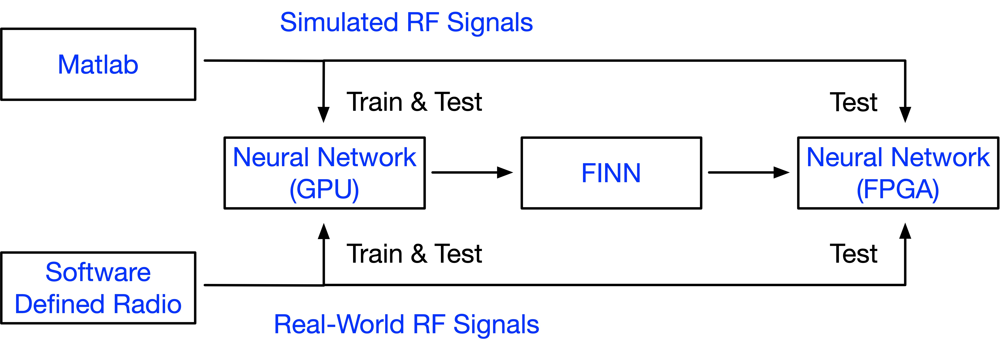 Simulated RF Signals
Matlab
Train & Test
Test
Neural Network
(GPU)
FINN
Neural Network
(FPGA)
Train & Test
Test
Software
Defined Radio
Real-World RF Signals